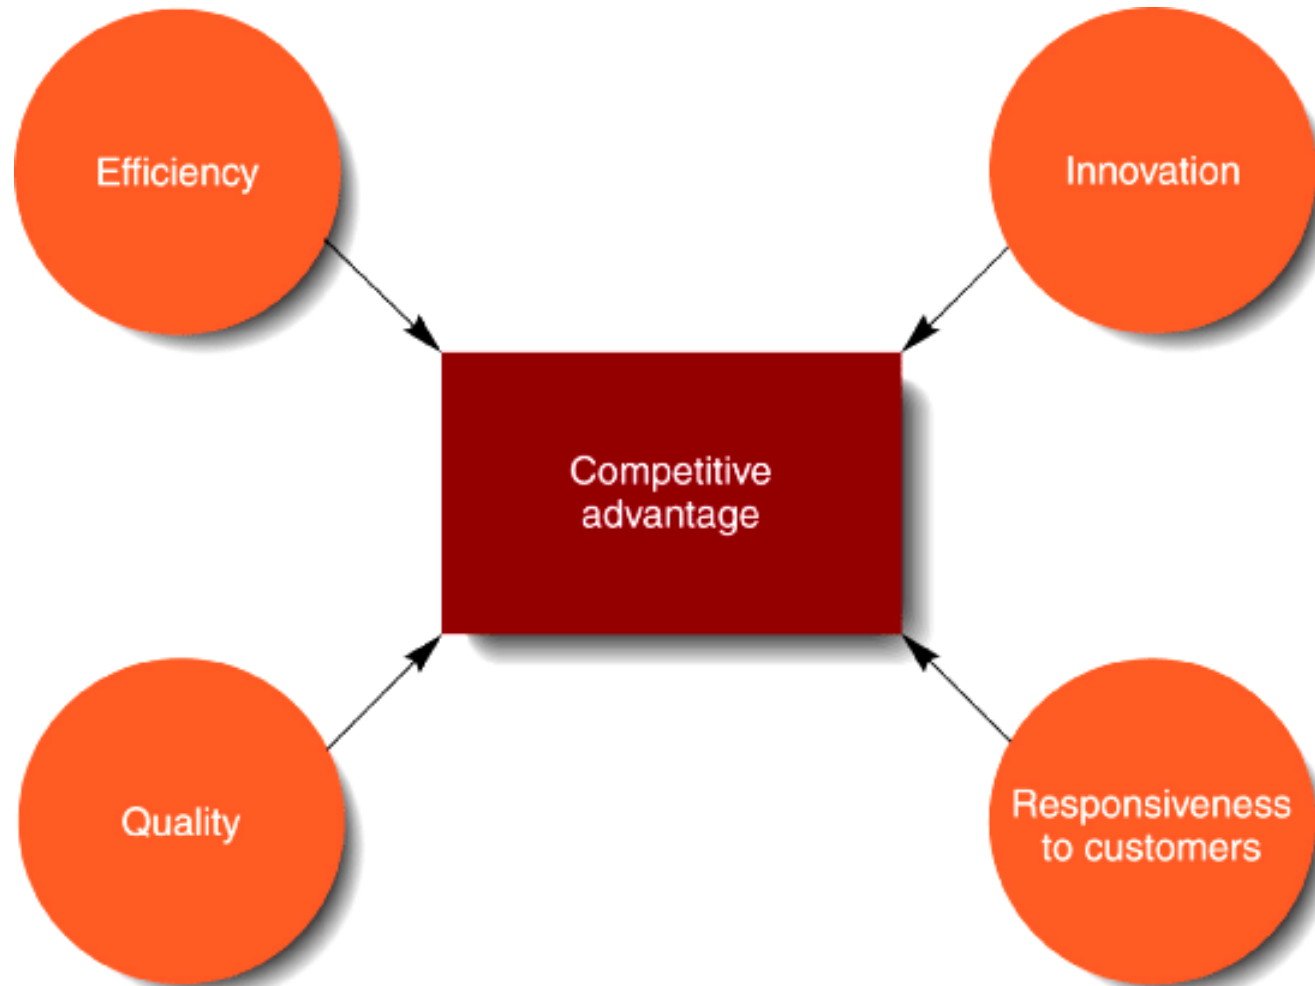 Efficiency
Innovation
Competitive
advantage
Quality
Responsiveness
to customers